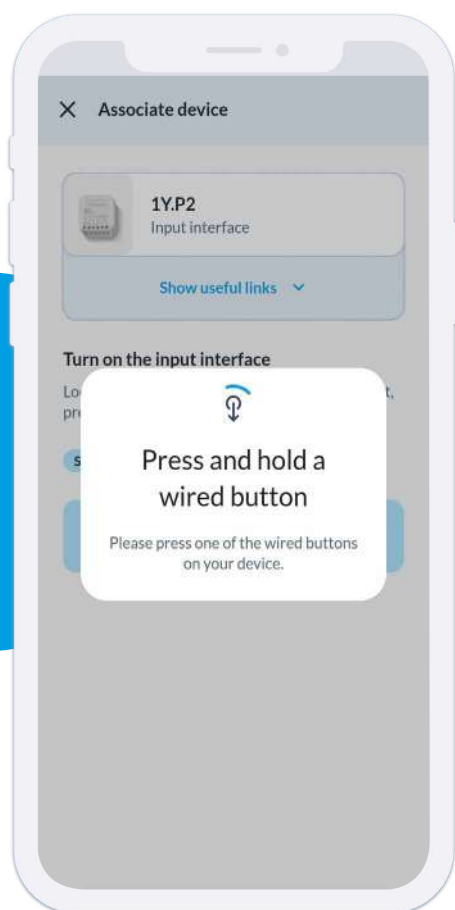 Associate device
1Y.P2
Input interface
Show useful links
Turn on the input interface
Press and hold a
wired button
Please press one of the wired buttons
on your device.